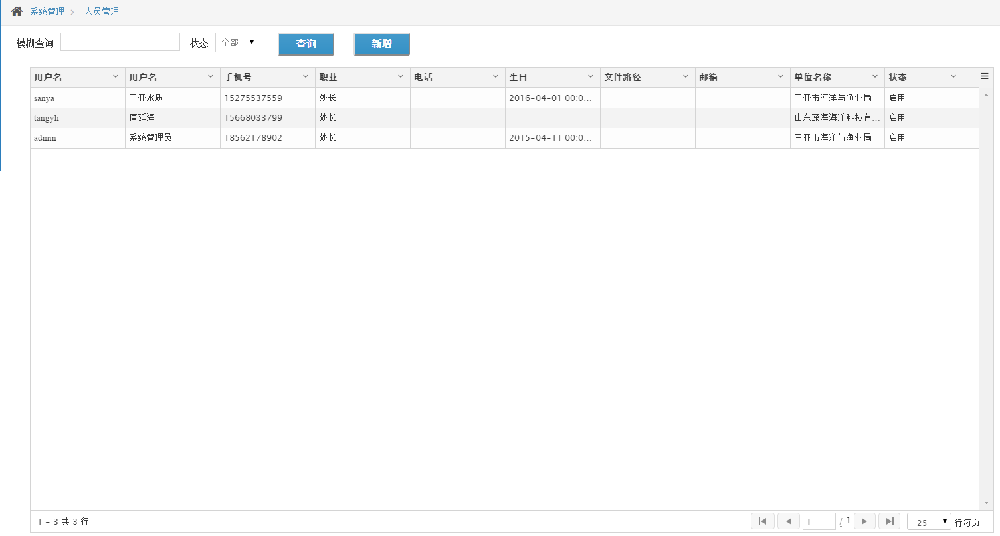 系统管理 人员管理
模糊查询 状态 全部 查询 新增
用户名 用户名 手机号 职业 电话 生日 文件路径 邮箱 单位名称 状态
sanya 三亚水质 15275537559 处长 2016-04-01 00:0... 三亚市海洋与渔业局 启用
tangyh 唐延海 15668033799 处长 山东深海海洋科技有... 启用
admin 系统管理员 18562178902 处长 2015-04-11 00:0... 三亚市海洋与渔业局 启用
1 - 3 共 3 行 1 / 1 25 行每页